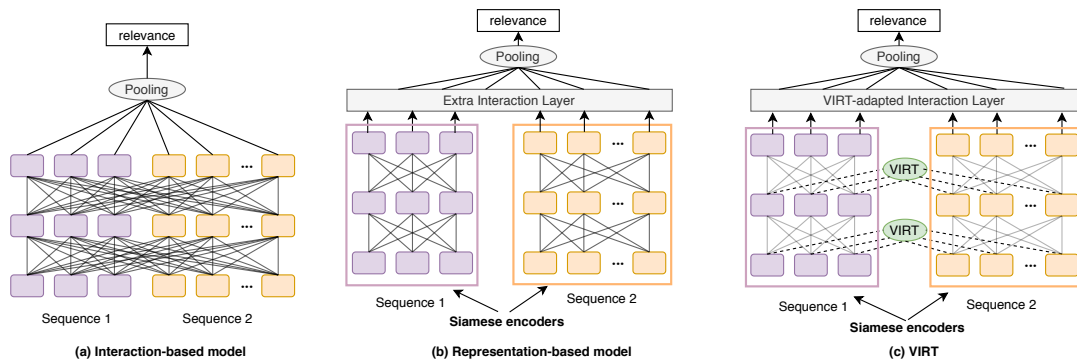 relevance
Pooling
...
...
...
Sequence 1
Sequence 2
(a) Interaction-based model
relevance
Pooling
Extra Interaction Layer
...
...
...
Sequence 1
Sequence 2
Siamese encoders
(b) Representation-based model
relevance
Pooling
VIRT-adapted Interaction Layer
...
VIRT
...
VIRT
...
Sequence 1
Sequence 2
Siamese encoders
(c) VIRT